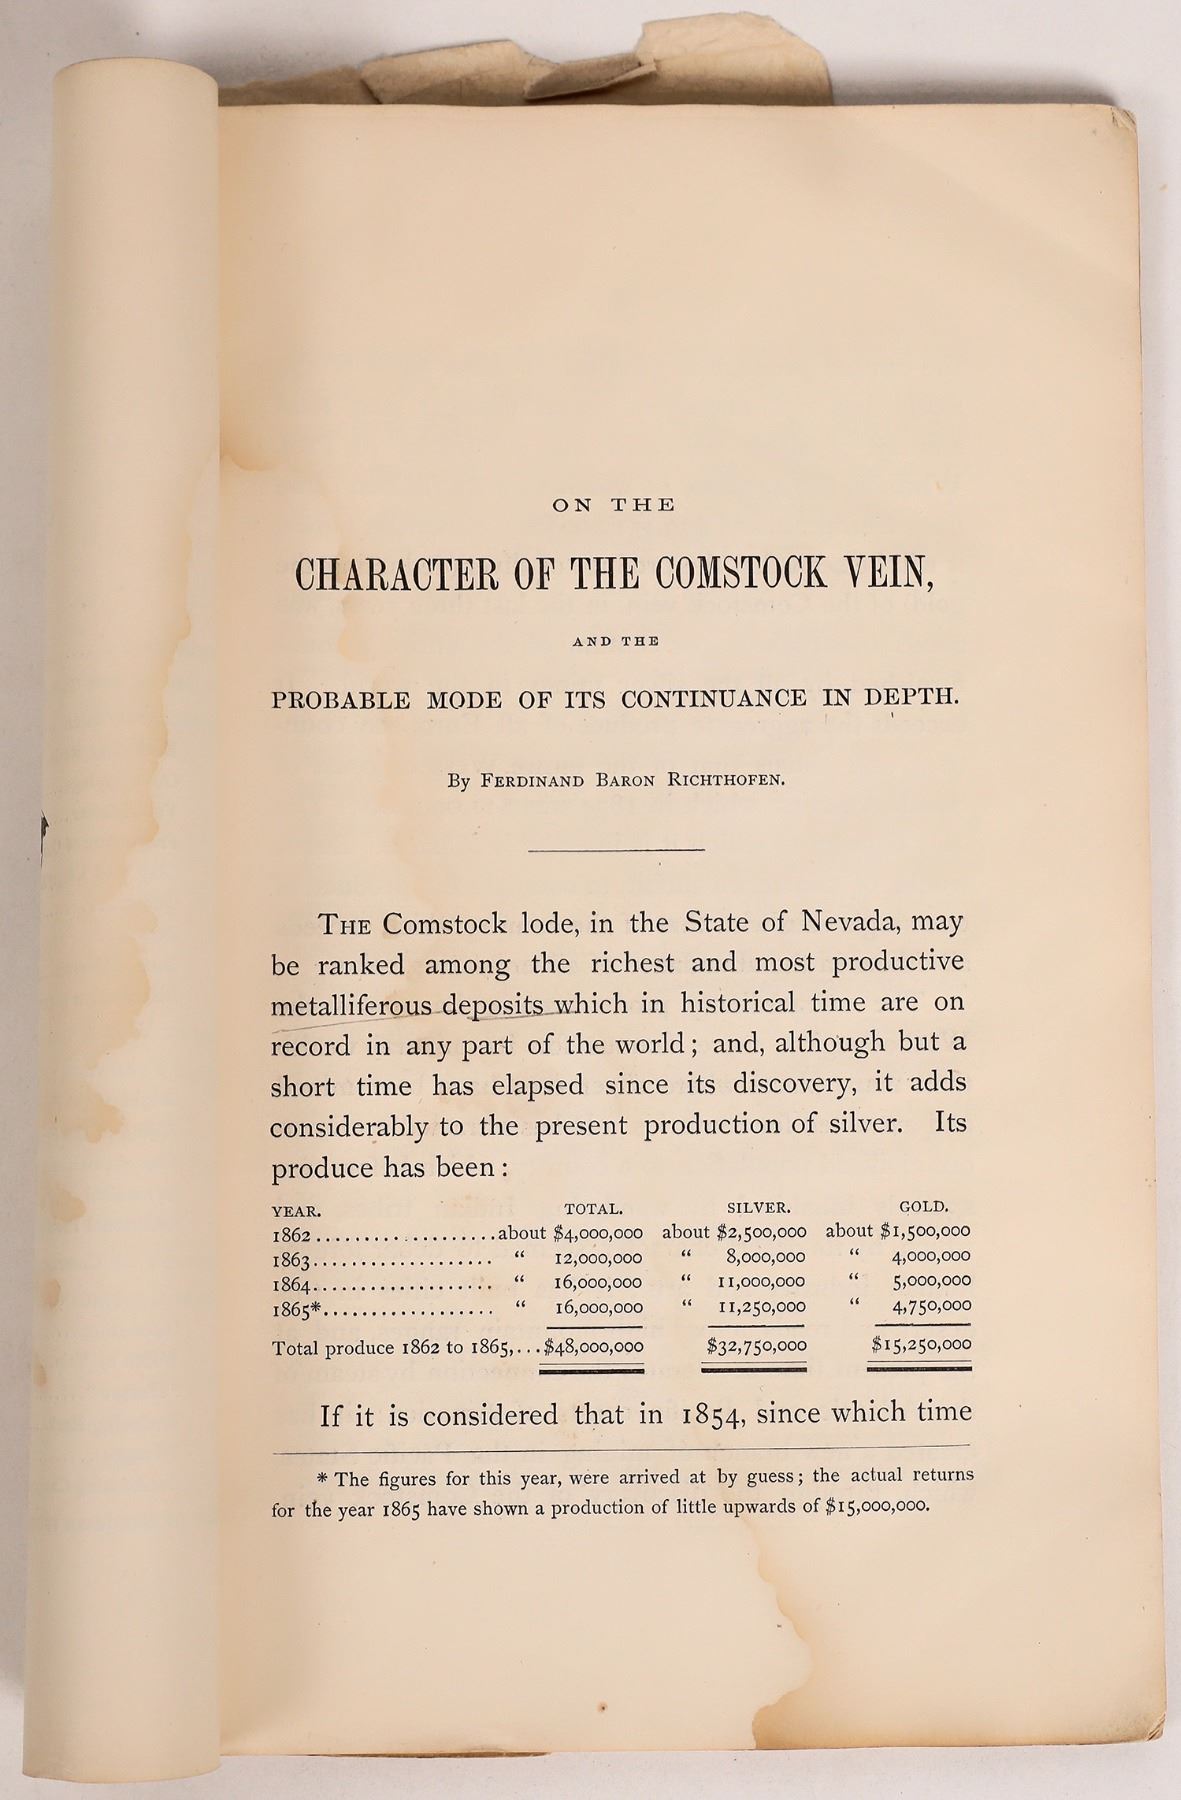 ON THE
CHARACTER OF THE COMSTOCK VEIN,
AND THE
PROBABLE MODE OF ITS CONTINUANCE IN DEPTH.
By FERDINAND BARON RICHTHOFEN.
THE Comstock lode, in the State of Nevada, may
be ranked among the richest and most productive
metalliferous deposits which in historical time are on
record in any part of the world; and, although but a
short time has elapsed since its discovery, it adds
considerably to the present production of silver. Its
produce has been:
YEAR. TOTAL. SILVER. GOLD.
1862.................... about $4,000,000 about $2,500,000 about $1,500,000
1863................... “ 12,000,000 “ 8,000,000 “ 4,000,000
1864................... “ 16,000,000 “ 11,000,000 “ 5,000,000
1865*.................. “ 16,000,000 “ 11,250,000 “ 4,750,000
Total produce 1862 to 1865,...$48,000,000 $32,750,000 $15,250,000
If it is considered that in 1854, since which time
* The figures for this year, were arrived at by guess; the actual returns
for the year 1865 have shown a production of little upwards of $15,000,000.